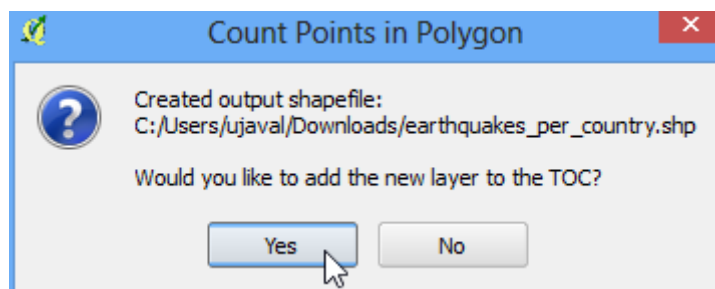 Count Points in Polygon
Created output shapefile:
C:/Users/ujaval/Downloads/earthquakes_per_country.shp
Would you like to add the new layer to the TOC?
Yes
No